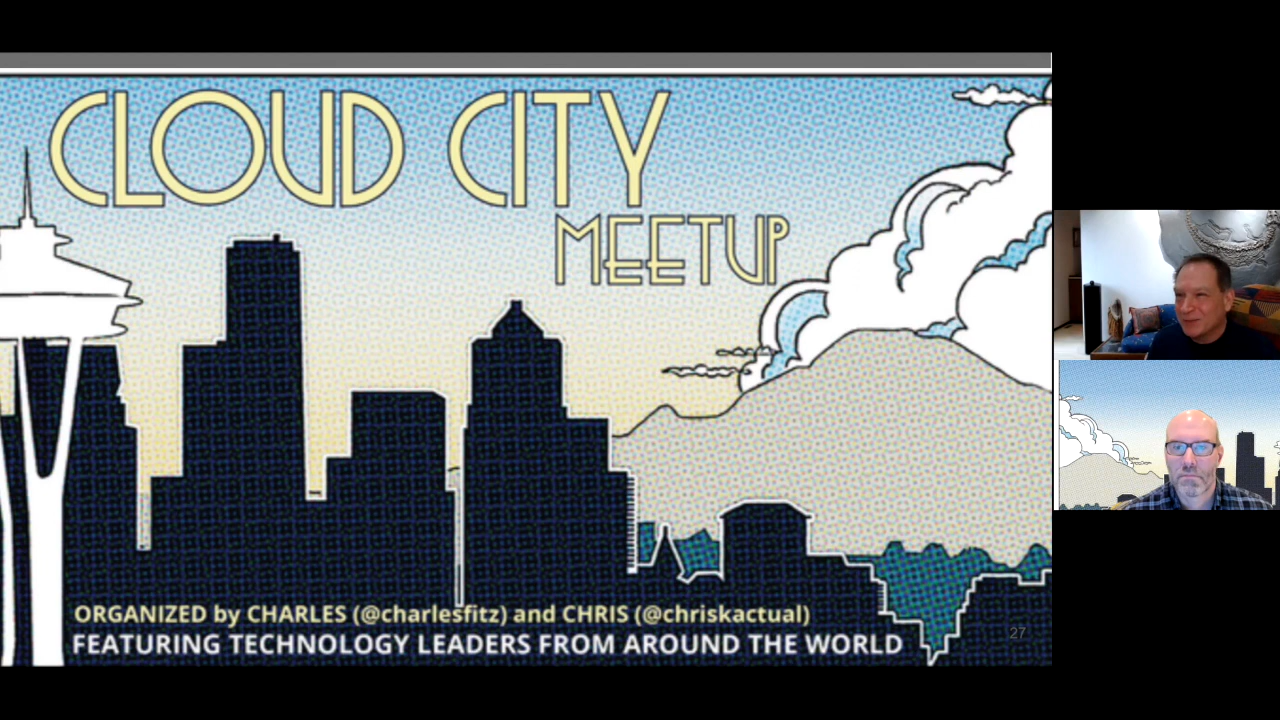 CLOUD CITY
MEETUP
ORGANIZED by CHARLES (@charlesfitz) and CHRIS (@chriskactual)
FEATURING TECHNOLOGY LEADERS FROM AROUND THE WORLD
27